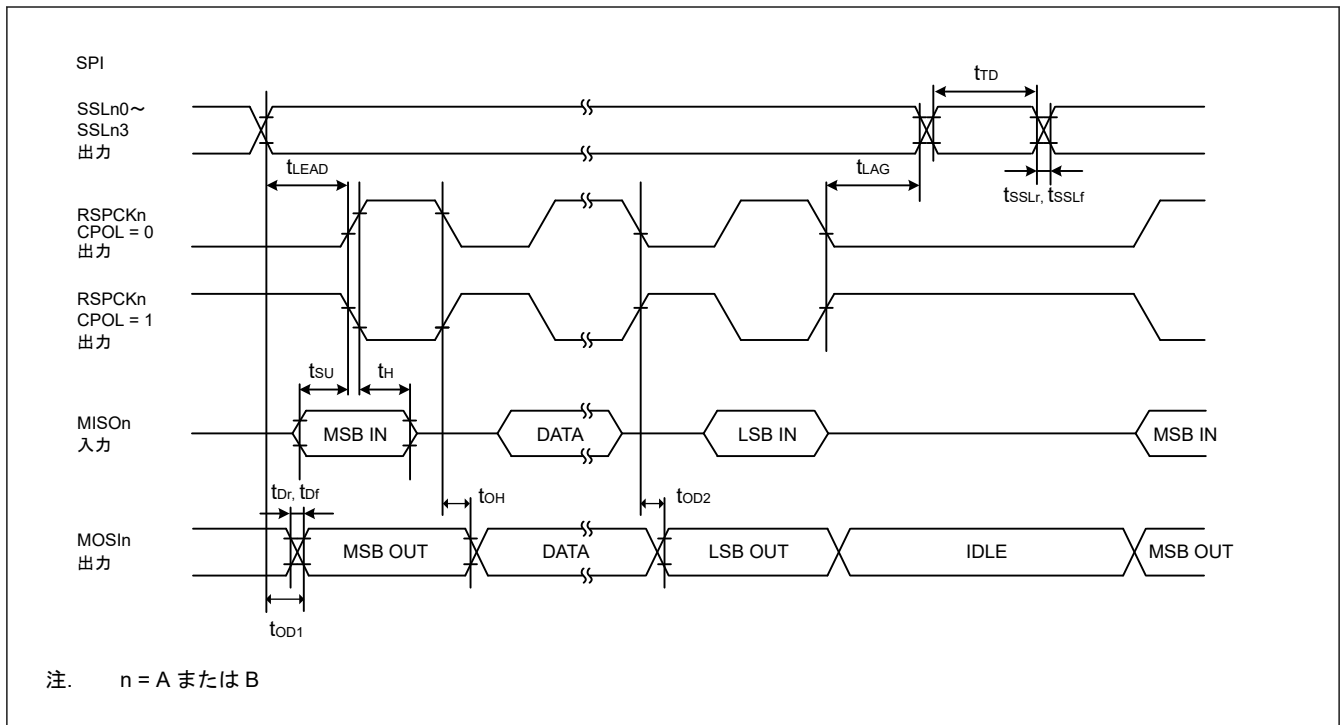 SPI
SSLn0～
SSLn3
出力
tTD
tLEAD
tLAG
tSSLr, tSSLf
RSPCKn
CPOL = 0
出力
RSPCKn
CPOL = 1
出力
tSU
tH
MISOn
入力
MSB IN
DATA
LSB IN
MSB IN
tDr, tDf
tOH
tOD2
MOSIn
出力
MSB OUT
DATA
LSB OUT
IDLE
MSB OUT
tOD1
注. n = A または B